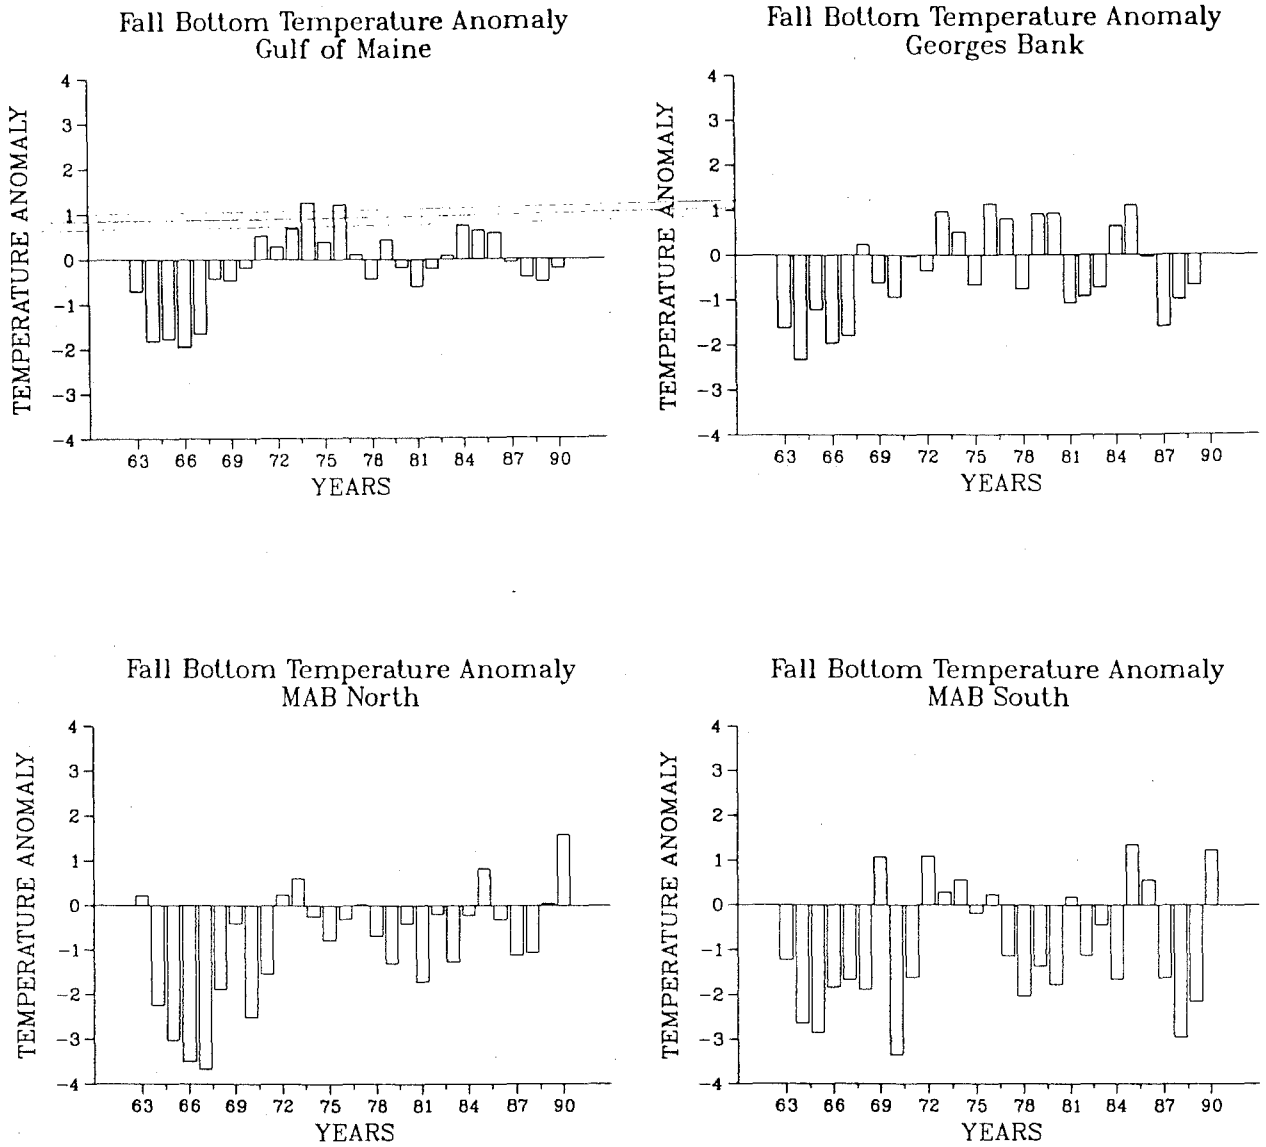 Fall Bottom Temperature Anomaly
Gulf of Maine
TEMPERATURE ANOMALY
4
3
2
1
0
−1
−2
−3
−4
63 66 69 72 75 78 81 84 87 90
YEARS
Fall Bottom Temperature Anomaly
Georges Bank
TEMPERATURE ANOMALY
4
3
2
1
0
−1
−2
−3
−4
63 66 69 72 75 78 81 84 87 90
YEARS
Fall Bottom Temperature Anomaly
MAB North
TEMPERATURE ANOMALY
4
3
2
1
0
−1
−2
−3
−4
63 66 69 72 75 78 81 84 87 90
YEARS
Fall Bottom Temperature Anomaly
MAB South
TEMPERATURE ANOMALY
4
3
2
1
0
−1
−2
−3
−4
63 66 69 72 75 78 81 84 87 90
YEARS